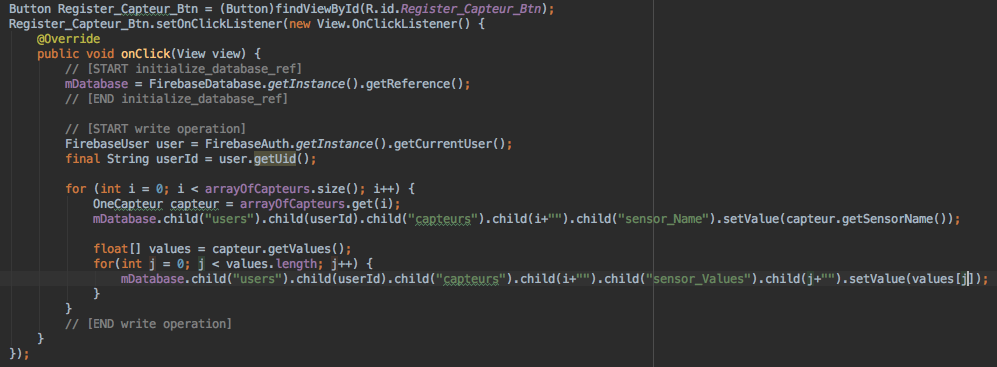 Button Register_Capteur_Btn = (Button)findViewById(R.id.Register_Capteur_Btn);
Register_Capteur_Btn.setOnClickListener(new View.OnClickListener() {
@Override
public void onClick(View view) {
// [START initialize_database_ref]
mDatabase = FirebaseDatabase.getInstance().getReference();
// [END initialize_database_ref]
// [START write operation]
FirebaseUser user = FirebaseAuth.getInstance().getCurrentUser();
final String userId = user.getUid();
for (int i = 0; i < arrayOfCapteurs.size(); i++) {
OneCapteur capteur = arrayOfCapteurs.get(i);
mDatabase.child("users").child(userId).child("capteurs").child(i+"").child("sensor_Name").setValue(capteur.getSensorName());
float[] values = capteur.getValues();
for(int j = 0; j < values.length; j++) {
mDatabase.child("users").child(userId).child("capteurs").child(i+"").child("sensor_Values").child(j+"").setValue(values[j]);
}
}
// [END write operation]
}
});